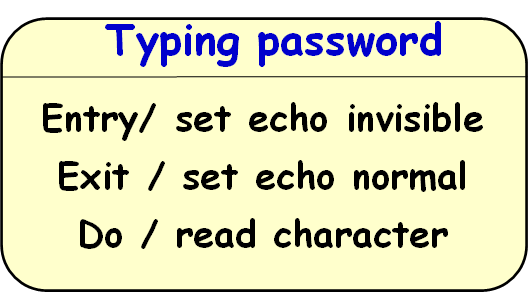 Typing password
Entry/ set echo invisible
Exit / set echo normal
Do / read character